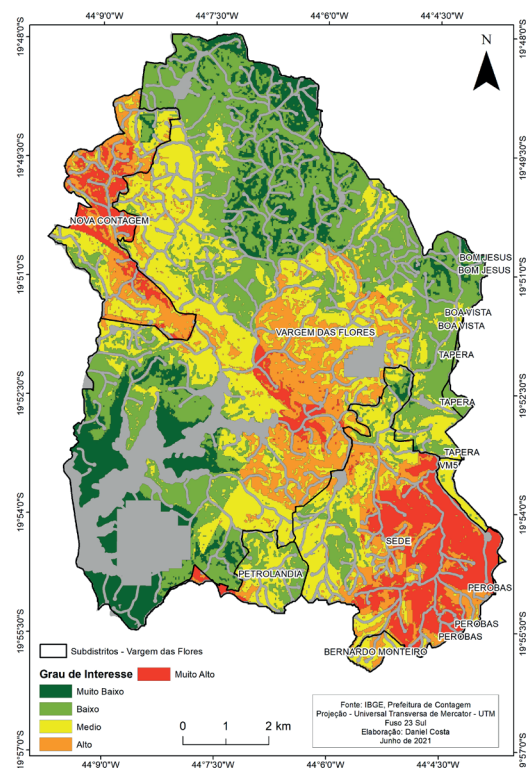 44°9'0"W 44°7'30"W 44°6'0"W 44°4'30"W
19°48'0"S 19°48'0"S
N
19°49'30"S 19°49'30"S
NOVA CONTAGEM
19°51'0"S 19°51'0"S
BOM JESUS
BOM JESUS
BOA VISTA
BOA VISTA
VARGEM DAS FLORES
TAPERA
19°52'30"S 19°52'30"S
TAPERA
TAPERA
VM5
19°54'0"S 19°54'0"S
SEDE
PETROLANDIA
PEROBAS
PEROBAS
PEROBAS
19°55'30"S 19°55'30"S
BERNARDO MONTEIRO
Subdistritos - Vargem das Flores
Grau de Interesse
Muito Alto
Muito Baixo
Baixo
Medio
Alto
0 1 2 km
Fonte: IBGE, Prefeitura de Contagem
Projeção - Universal Transversa de Mercator - UTM
Fuso 23 Sul
Elaboração: Daniel Costa
Junho de 2021
19°57'0"S 19°57'0"S
44°9'0"W 44°7'30"W 44°6'0"W 44°4'30"W